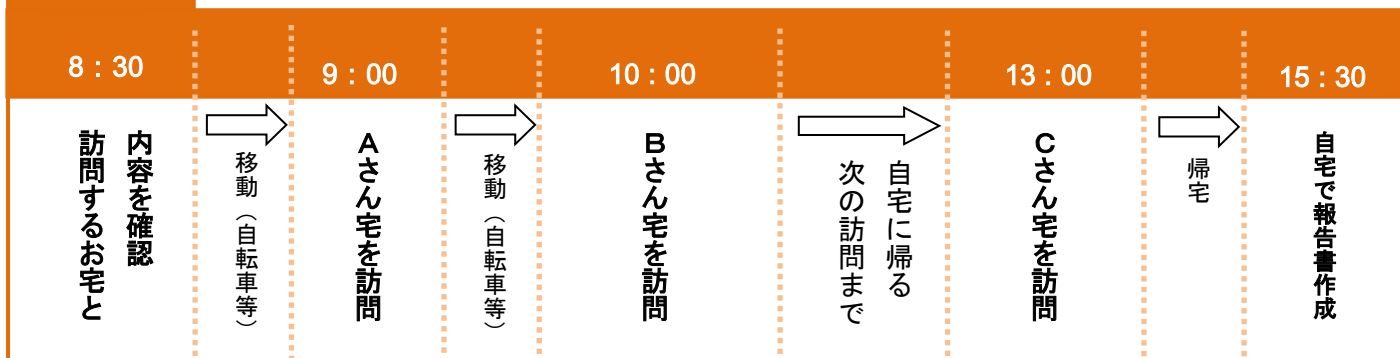 8：30
9：00
10：00
13：00
15：30
訪問するお宅と
内容を確認
移動（自転車等）
Aさん宅を訪問
移動（自転車等）
Bさん宅を訪問
次の訪問まで
自宅に帰る
Cさん宅を訪問
帰宅
自宅で報告書作成